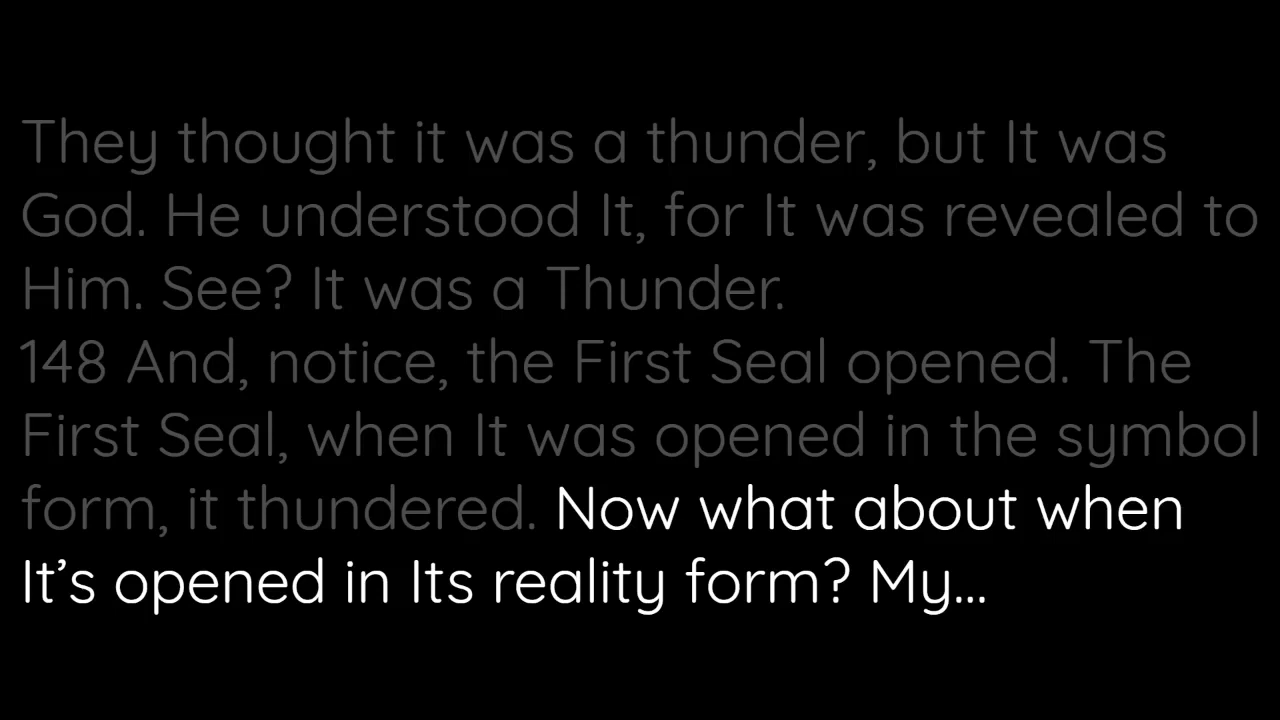 They thought it was a thunder, but It was
God. He understood It, for It was revealed to
Him. See? It was a Thunder.
148 And, notice, the First Seal opened. The
First Seal, when It was opened in the symbol
form, it thundered. Now what about when
It’s opened in Its reality form? My...